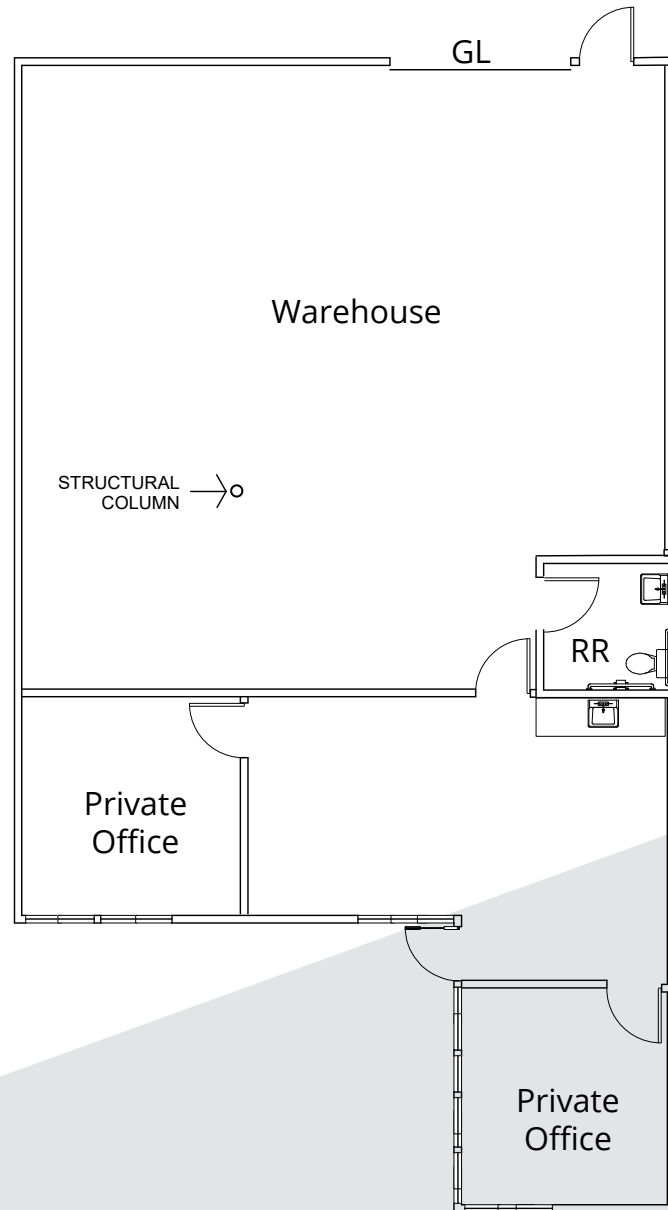 GL
Warehouse
STRUCTURAL
COLUMN
RR
Private
Office
Private
Office